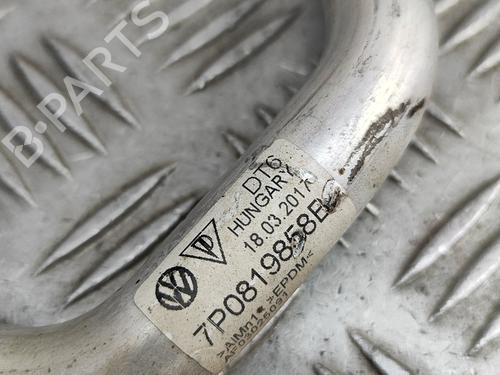 B-PARTS
DT6
HUNGARY
18.03.2017
7P0819858B
>AlMn1< >EPDM<